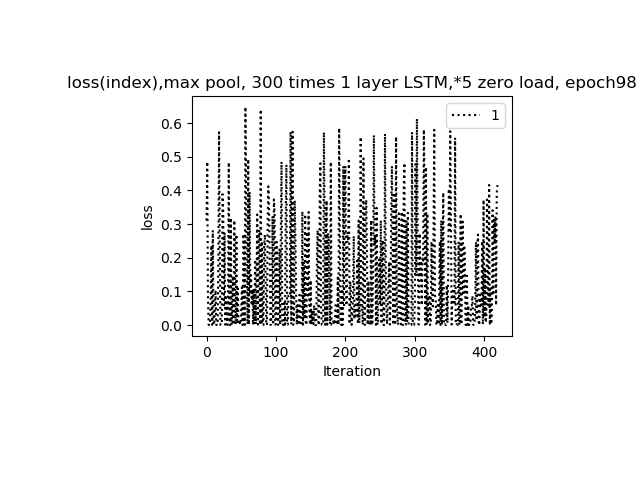 loss(index),max pool, 300 times 1 layer LSTM,*5 zero load, epoch98
1
0.6
0.5
0.4
0.3
0.2
0.1
0.0
loss
0 100 200 300 400
Iteration